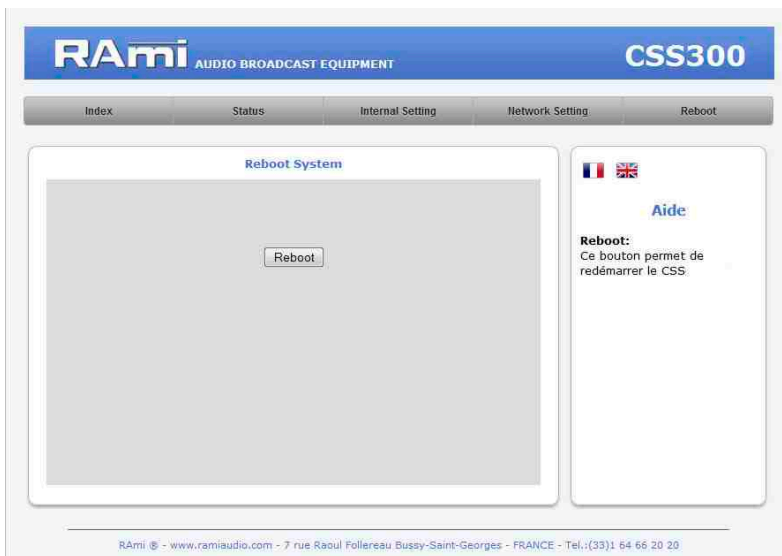 RAmi AUDIO BROADCAST EQUIPMENT
CSS300
Index
Status
Internal Setting
Network Setting
Reboot
Reboot System
Reboot
Aide
Reboot:
Ce bouton permet de
redémarrer le CSS
RAmi ® - www.ramiaudio.com - 7 rue Raoul Follereau Bussy-Saint-Georges - FRANCE - Tel.:(33)1 64 66 20 20